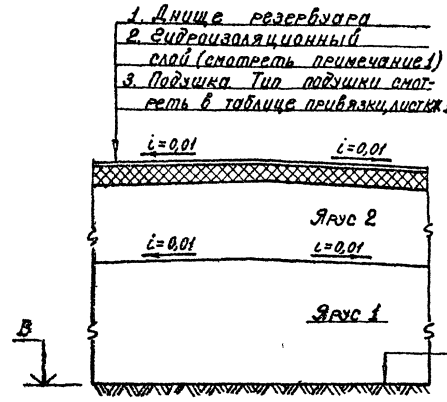 1. Днище резервуара
2. Гидроизоляционный
слой (смотреть примечание 1)
3. Подушка Тип подушки смот-
реть в таблице привязки, лист
i=0,01 i=0,01
Ярус 2
i=0,01 i=0,01
Ярус 1
В